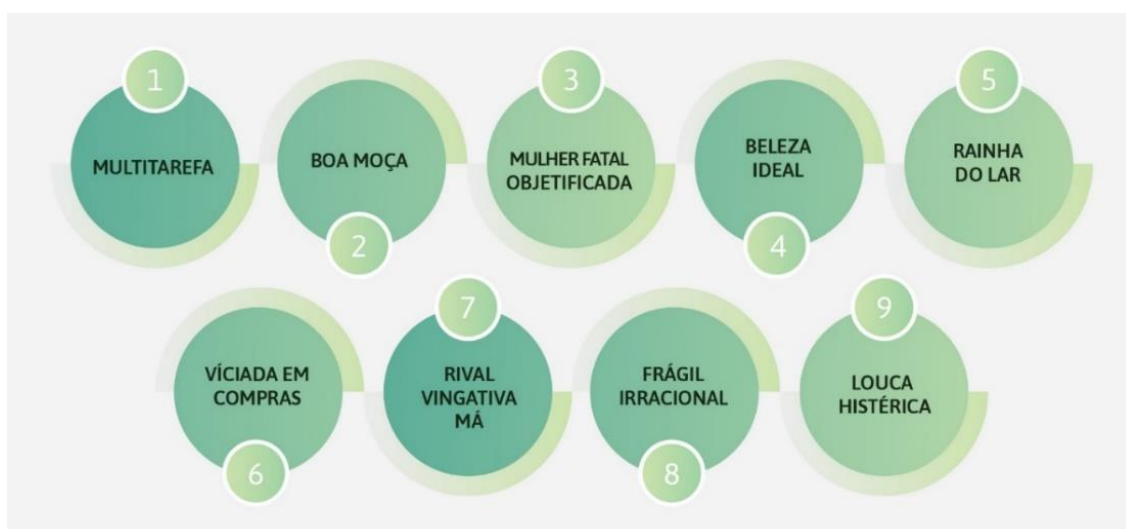 1
MULTITAREFA
2
BOA MOÇA
3
MULHER FATAL
OBJETIFICADA
4
BELEZA
IDEAL
5
RAINHA
DO LAR
6
VÍCIADA EM
COMPRAS
7
RIVAL
VINGATIVA
MÁ
8
FRÁGIL
IRRACIONAL
9
LOUCA
HISTÉRICA